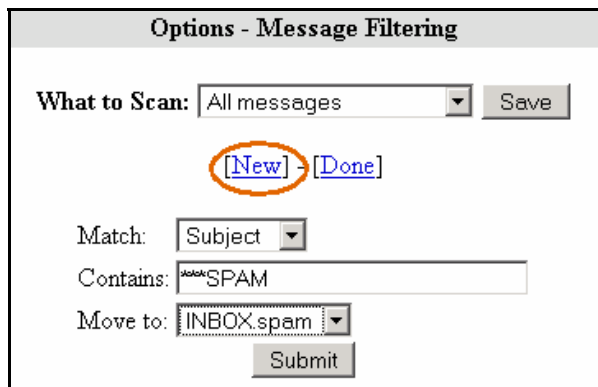 Options - Message Filtering
What to Scan: All messages Save
[New] - [Done]
Match: Subject
Contains: ***SPAM
Move to: INBOX.spam
Submit